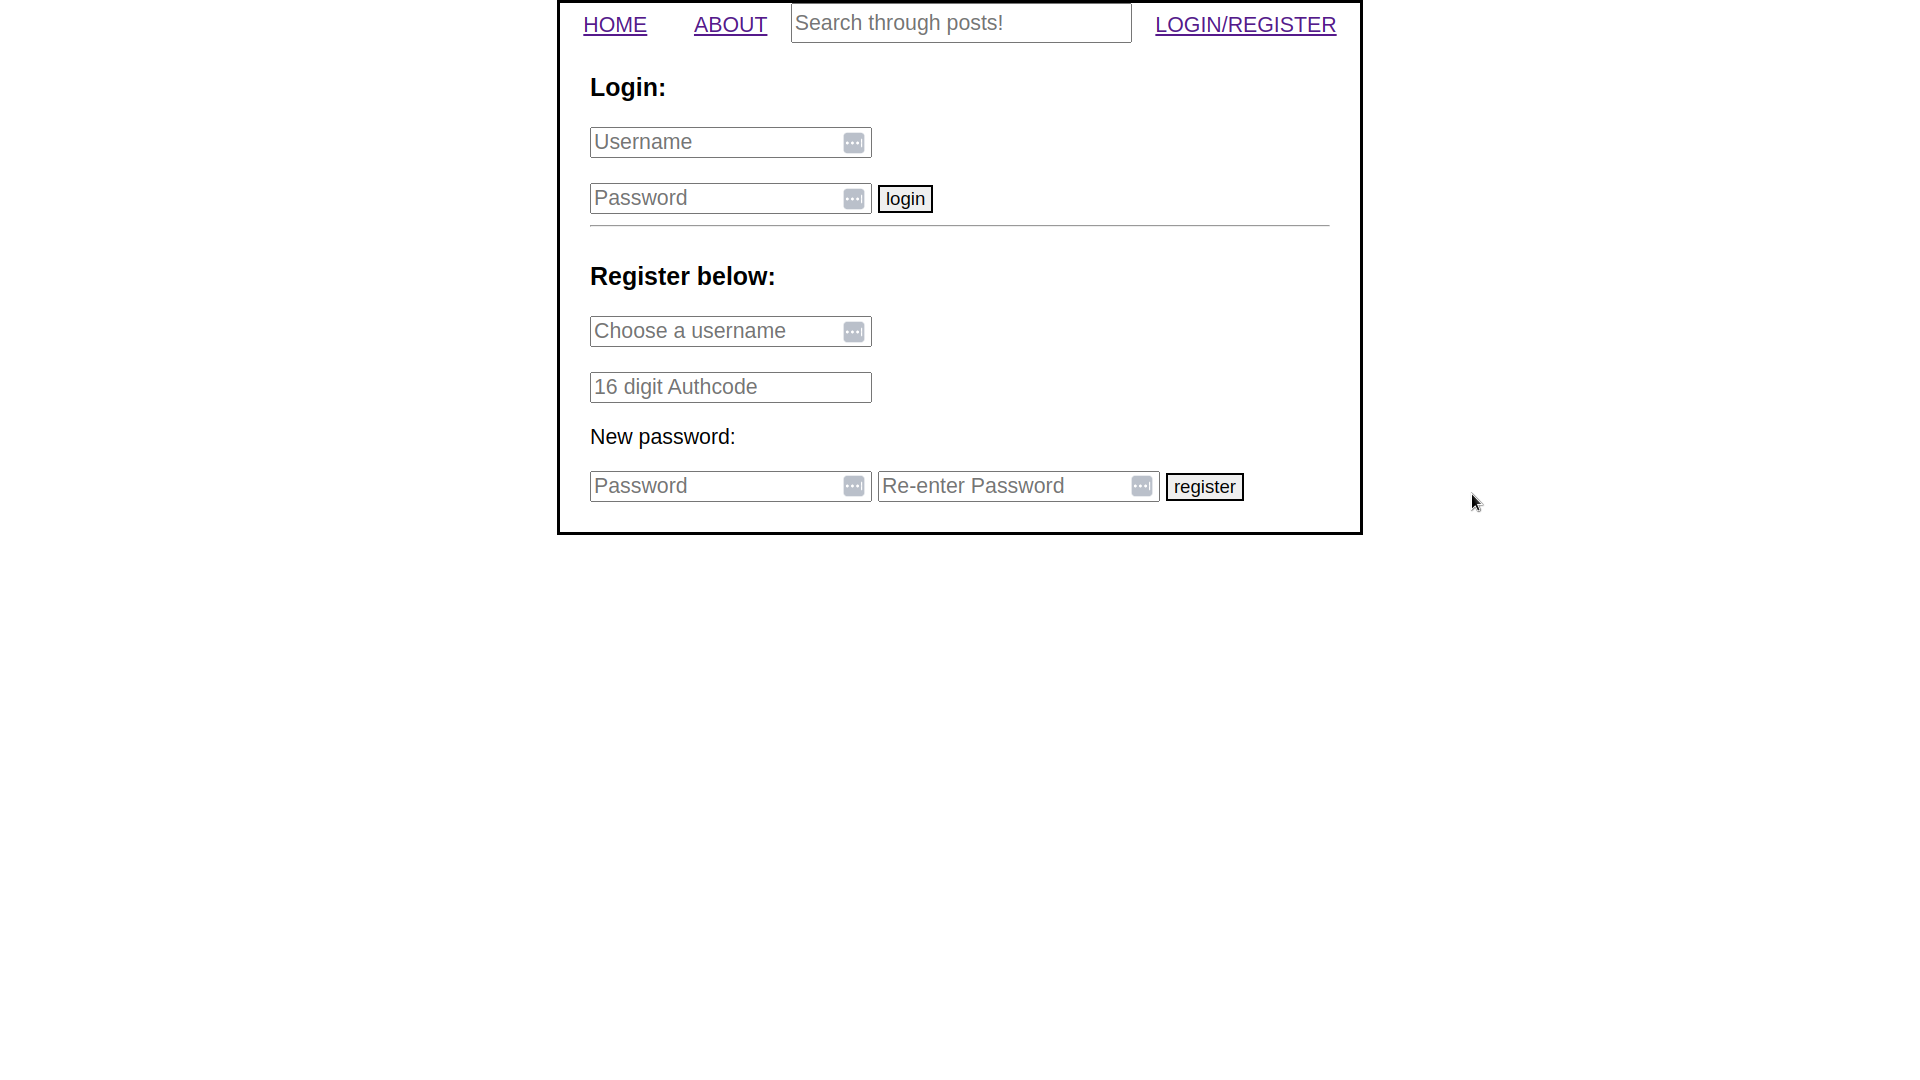 HOME ABOUT Search through posts! LOGIN/REGISTER
Login:
Username
Password login
Register below:
Choose a username
16 digit Authcode
New password:
Password Re-enter Password register